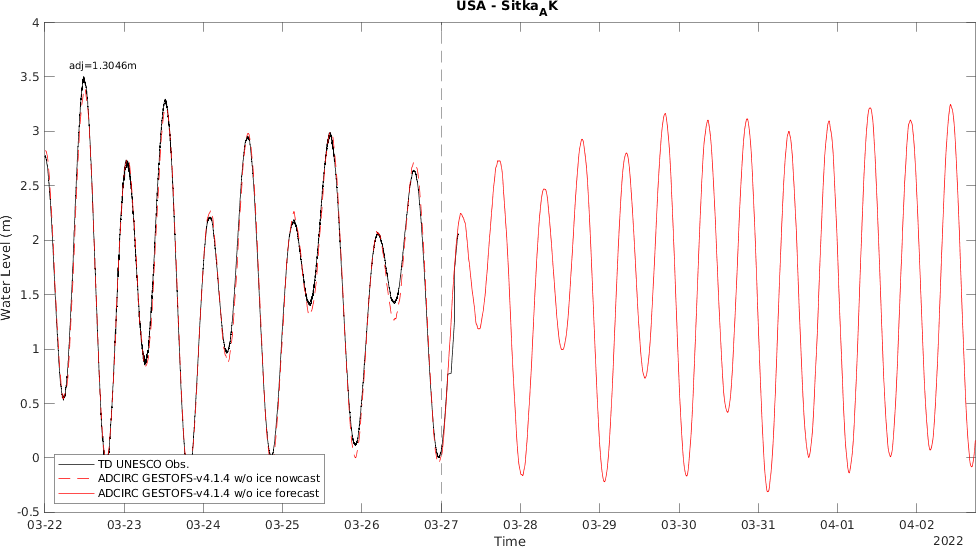 USA - Sitka_AK
adj=1.3046m
4
3.5
3
2.5
2
1.5
1
0.5
0
-0.5
Water Level (m)
TD UNESCO Obs.
ADCIRC GESTOFS-v4.1.4 w/o ice nowcast
ADCIRC GESTOFS-v4.1.4 w/o ice forecast
03-22 03-23 03-24 03-25 03-26 03-27 03-28 03-29 03-30 03-31 04-01 04-02
Time
2022